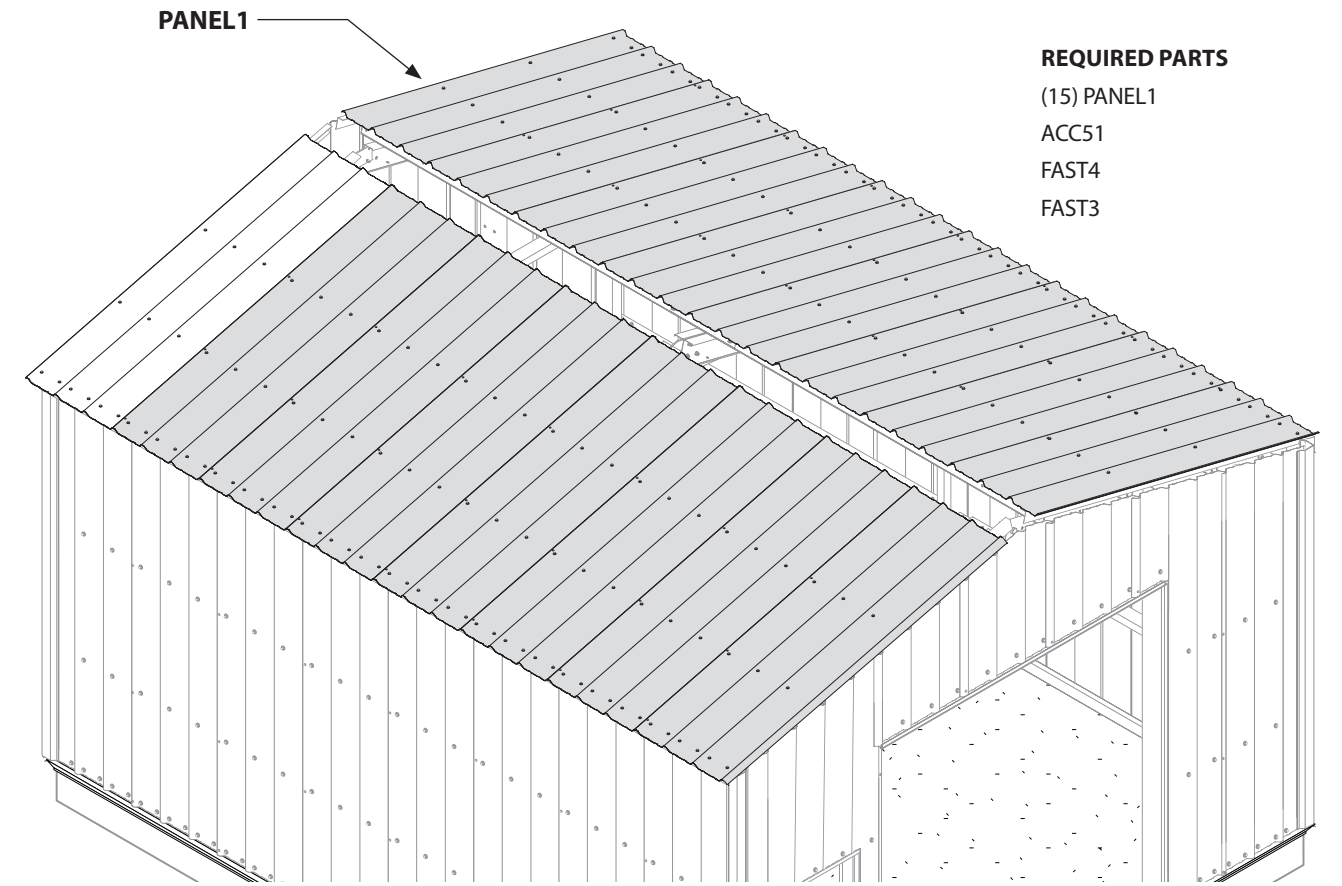 PANEL1
REQUIRED PARTS
(15) PANEL1
ACC51
FAST4
FAST3